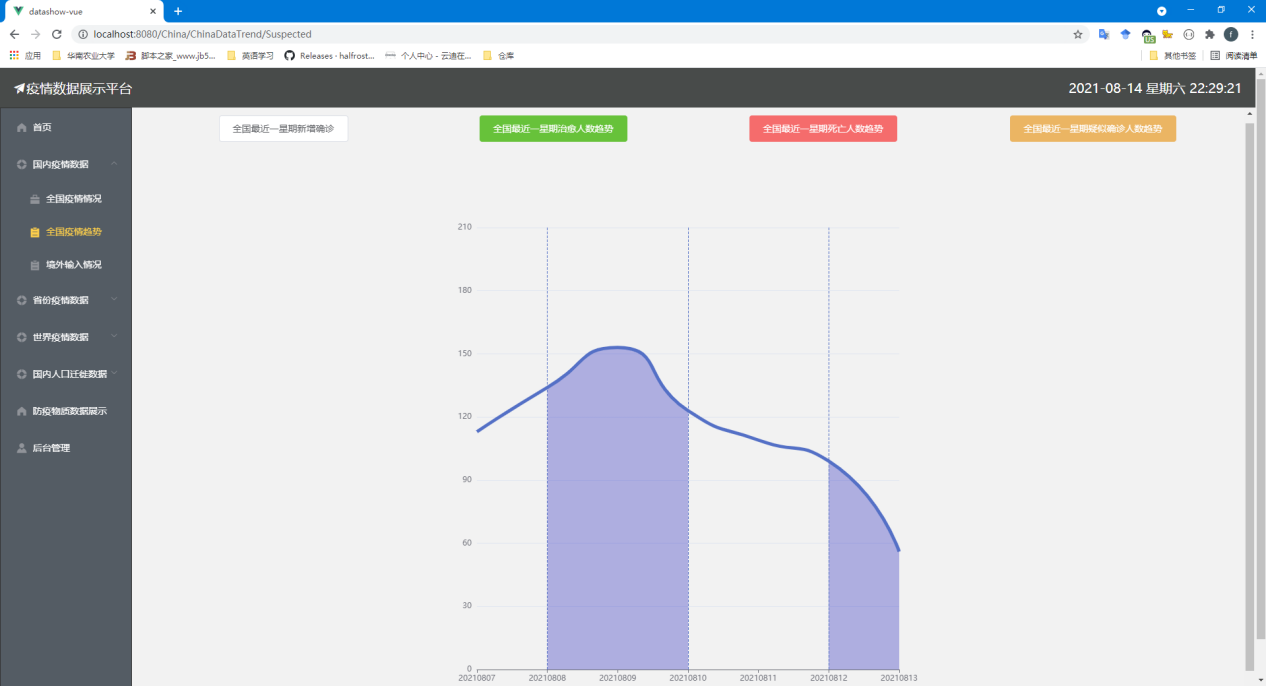 datashow-vue
localhost:8080/China/ChinaDataTrend/Suspected
应用 华南农业大学 脚本之家_www.jb5... 英语学习 Releases · halfrost... 个人中心 - 云迹在... 仓库 其他书签 阅读清单
US
疫情数据展示平台 2021-08-14 星期六 22:29:21
首页
国内疫情数据
全国疫情情况
全国疫情趋势
境外输入情况
省份疫情数据
世界疫情数据
国内人口迁徙数据
防疫物质数据展示
后台管理
全国最近一星期新增确诊 全国最近一星期治愈人数趋势 全国最近一星期死亡人数趋势 全国最近一星期疑拟确诊人数趋势
210
180
150
120
90
60
30
0
20210807 20210808 20210809 20210810 20210811 20210812 20210813